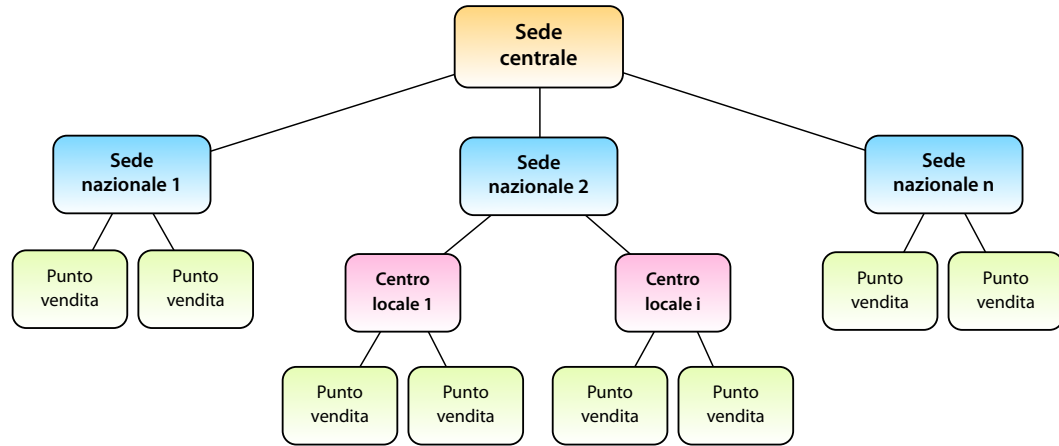 Sede
centrale
Sede
nazionale 1
Sede
nazionale 2
Sede
nazionale n
Punto
vendita
Punto
vendita
Centro
locale 1
Centro
locale i
Punto
vendita
Punto
vendita
Punto
vendita
Punto
vendita
Punto
vendita
Punto
vendita